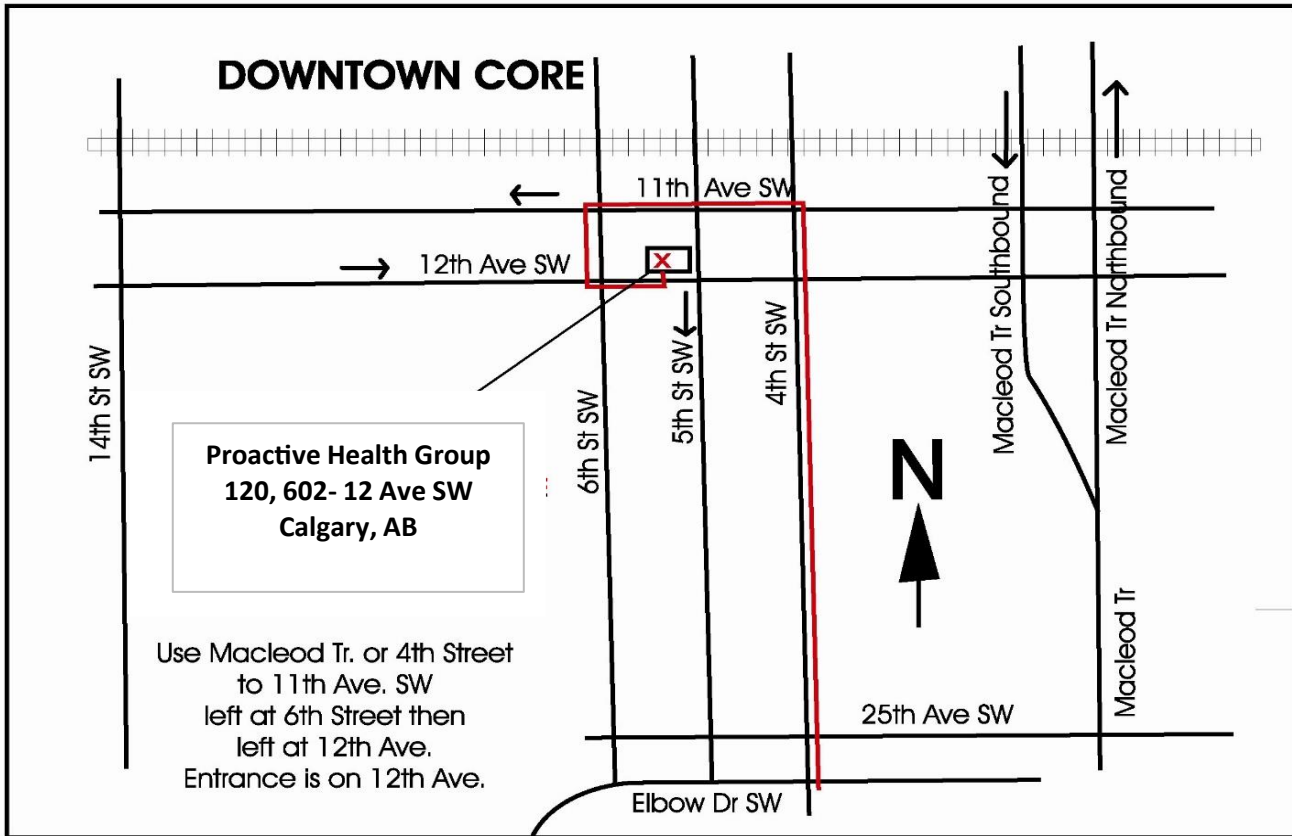 DOWNTOWN CORE
11th Ave SW
12th Ave SW
14th St SW
6th St SW
5th St SW
4th St SW
Macleod Tr Southbound
Macleod Tr Northbound
Proactive Health Group
120, 602- 12 Ave SW
Calgary, AB
N
Macleod Tr
Use Macleod Tr. or 4th Street
to 11th Ave. SW
left at 6th Street then
left at 12th Ave.
Entrance is on 12th Ave.
25th Ave SW
Elbow Dr SW